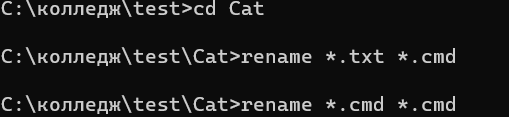 C:\колледж\test>cd Cat
C:\колледж\test\Cat>rename *.txt *.cmd
C:\колледж\test\Cat>rename *.cmd *.cmd